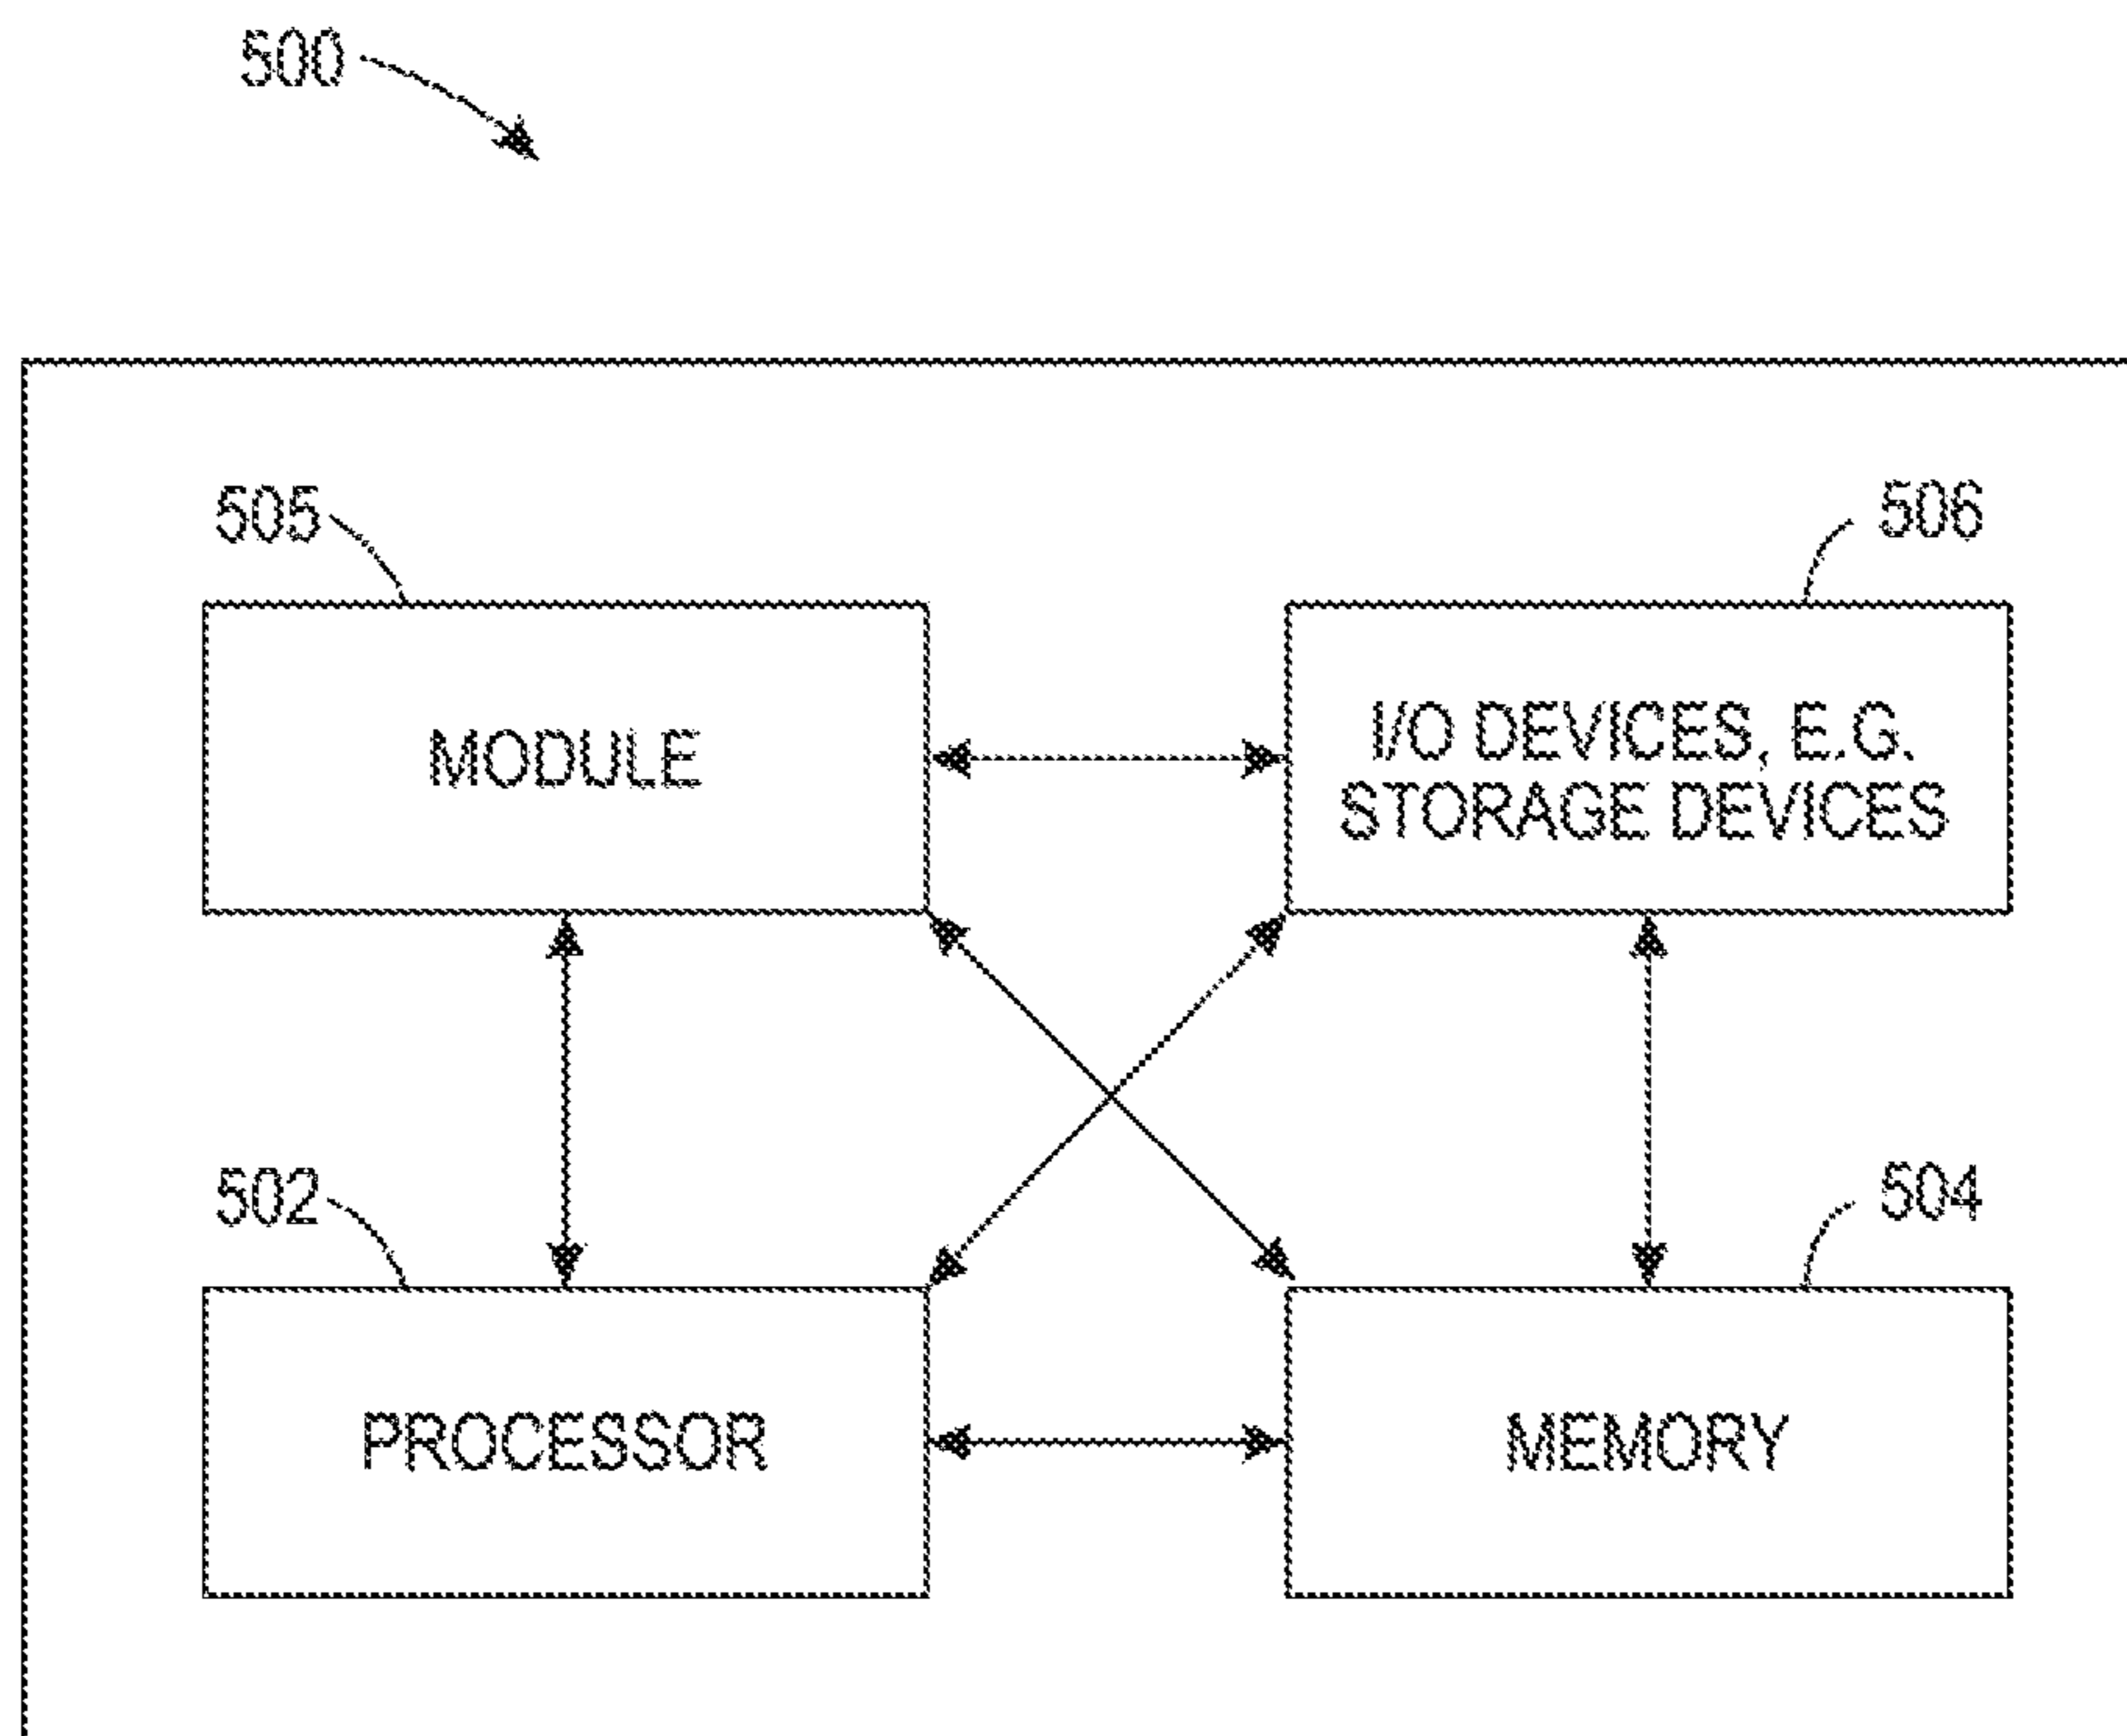 500
505
506
MODULE
I/O DEVICES, E.G.
STORAGE DEVICES
502
504
PROCESSOR
MEMORY